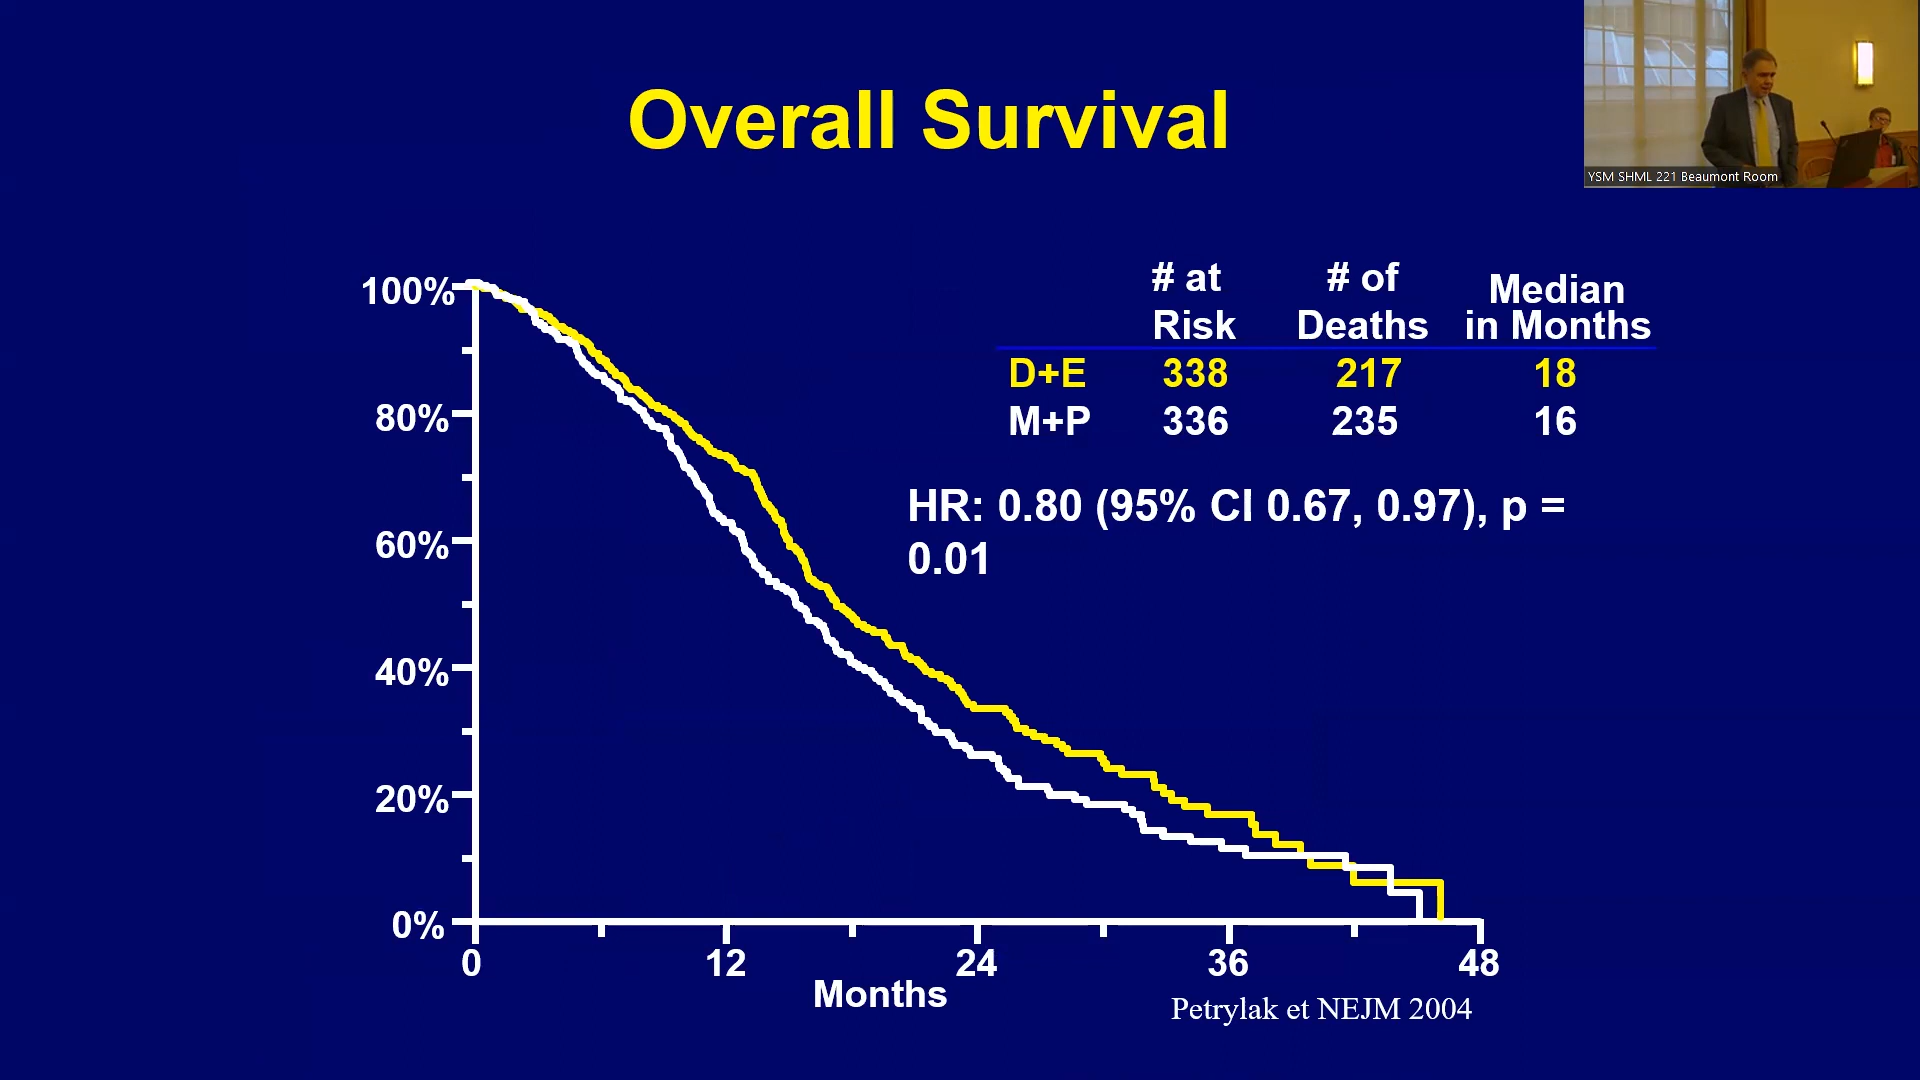 Overall Survival
YSM SHML 221 Beaumont Room
# at Risk
# of Deaths
Median in Months
D+E 338 217 18
M+P 336 235 16
HR: 0.80 (95% CI 0.67, 0.97), p =
0.01
100%
80%
60%
40%
20%
0%
0 12 24 36 48
Months
Petrylak et NEJM 2004